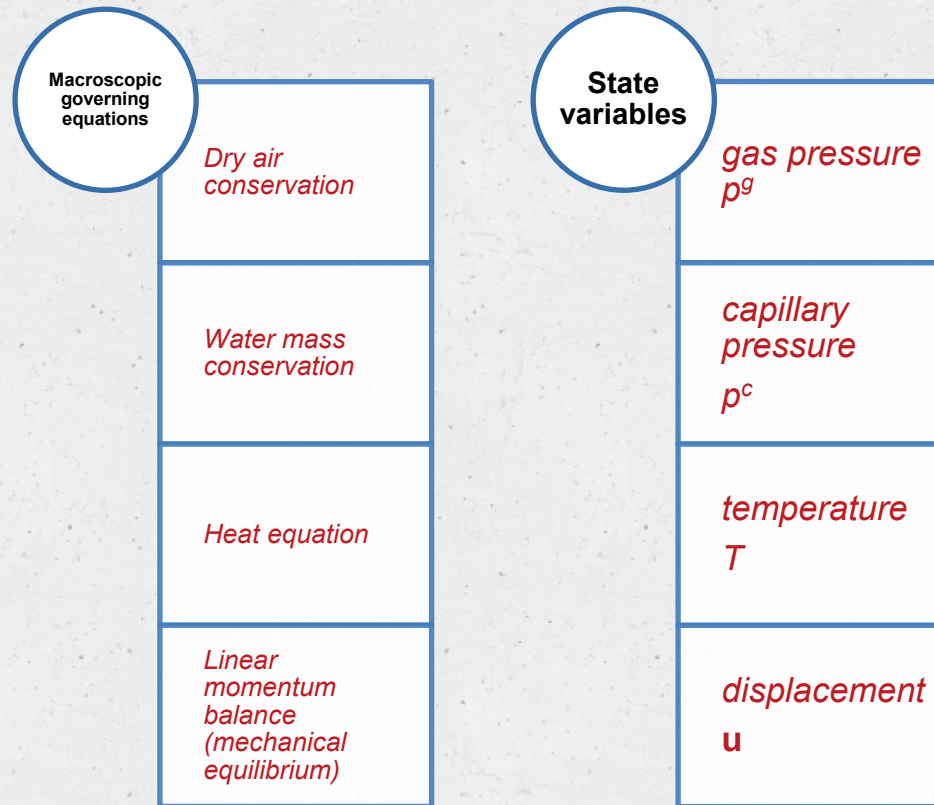 Macroscopic
governing
equations
Dry air
conservation
Water mass
conservation
Heat equation
Linear
momentum
balance
(mechanical
equilibrium)
State
variables
gas pressure
pᵍ
capillary
pressure
pᶜ
temperature
T
displacement
u